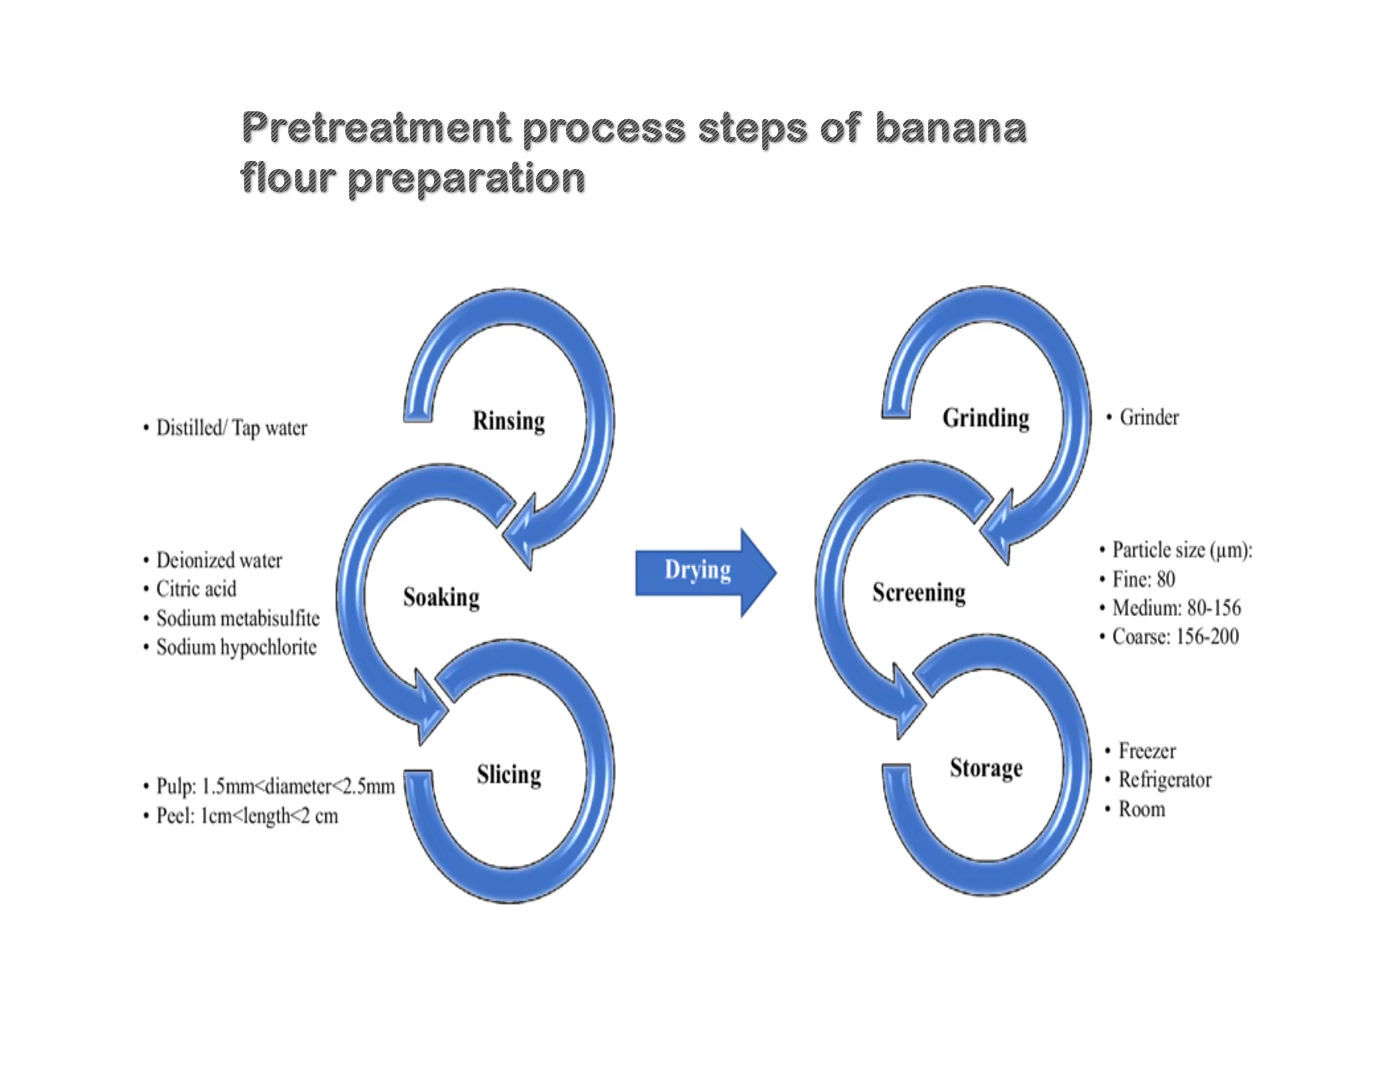 Pretreatment process steps of banana
flour preparation
Rinsing
• Distilled/ Tap water
Soaking
• Deionized water
• Citric acid
• Sodium metabisulfite
• Sodium hypochlorite
Slicing
• Pulp: 1.5mm<diameter<2.5mm
• Peel: 1cm<length<2 cm
Drying
Grinding
• Grinder
Screening
• Particle size (µm):
• Fine: 80
• Medium: 80-156
• Coarse: 156-200
Storage
• Freezer
• Refrigerator
• Room